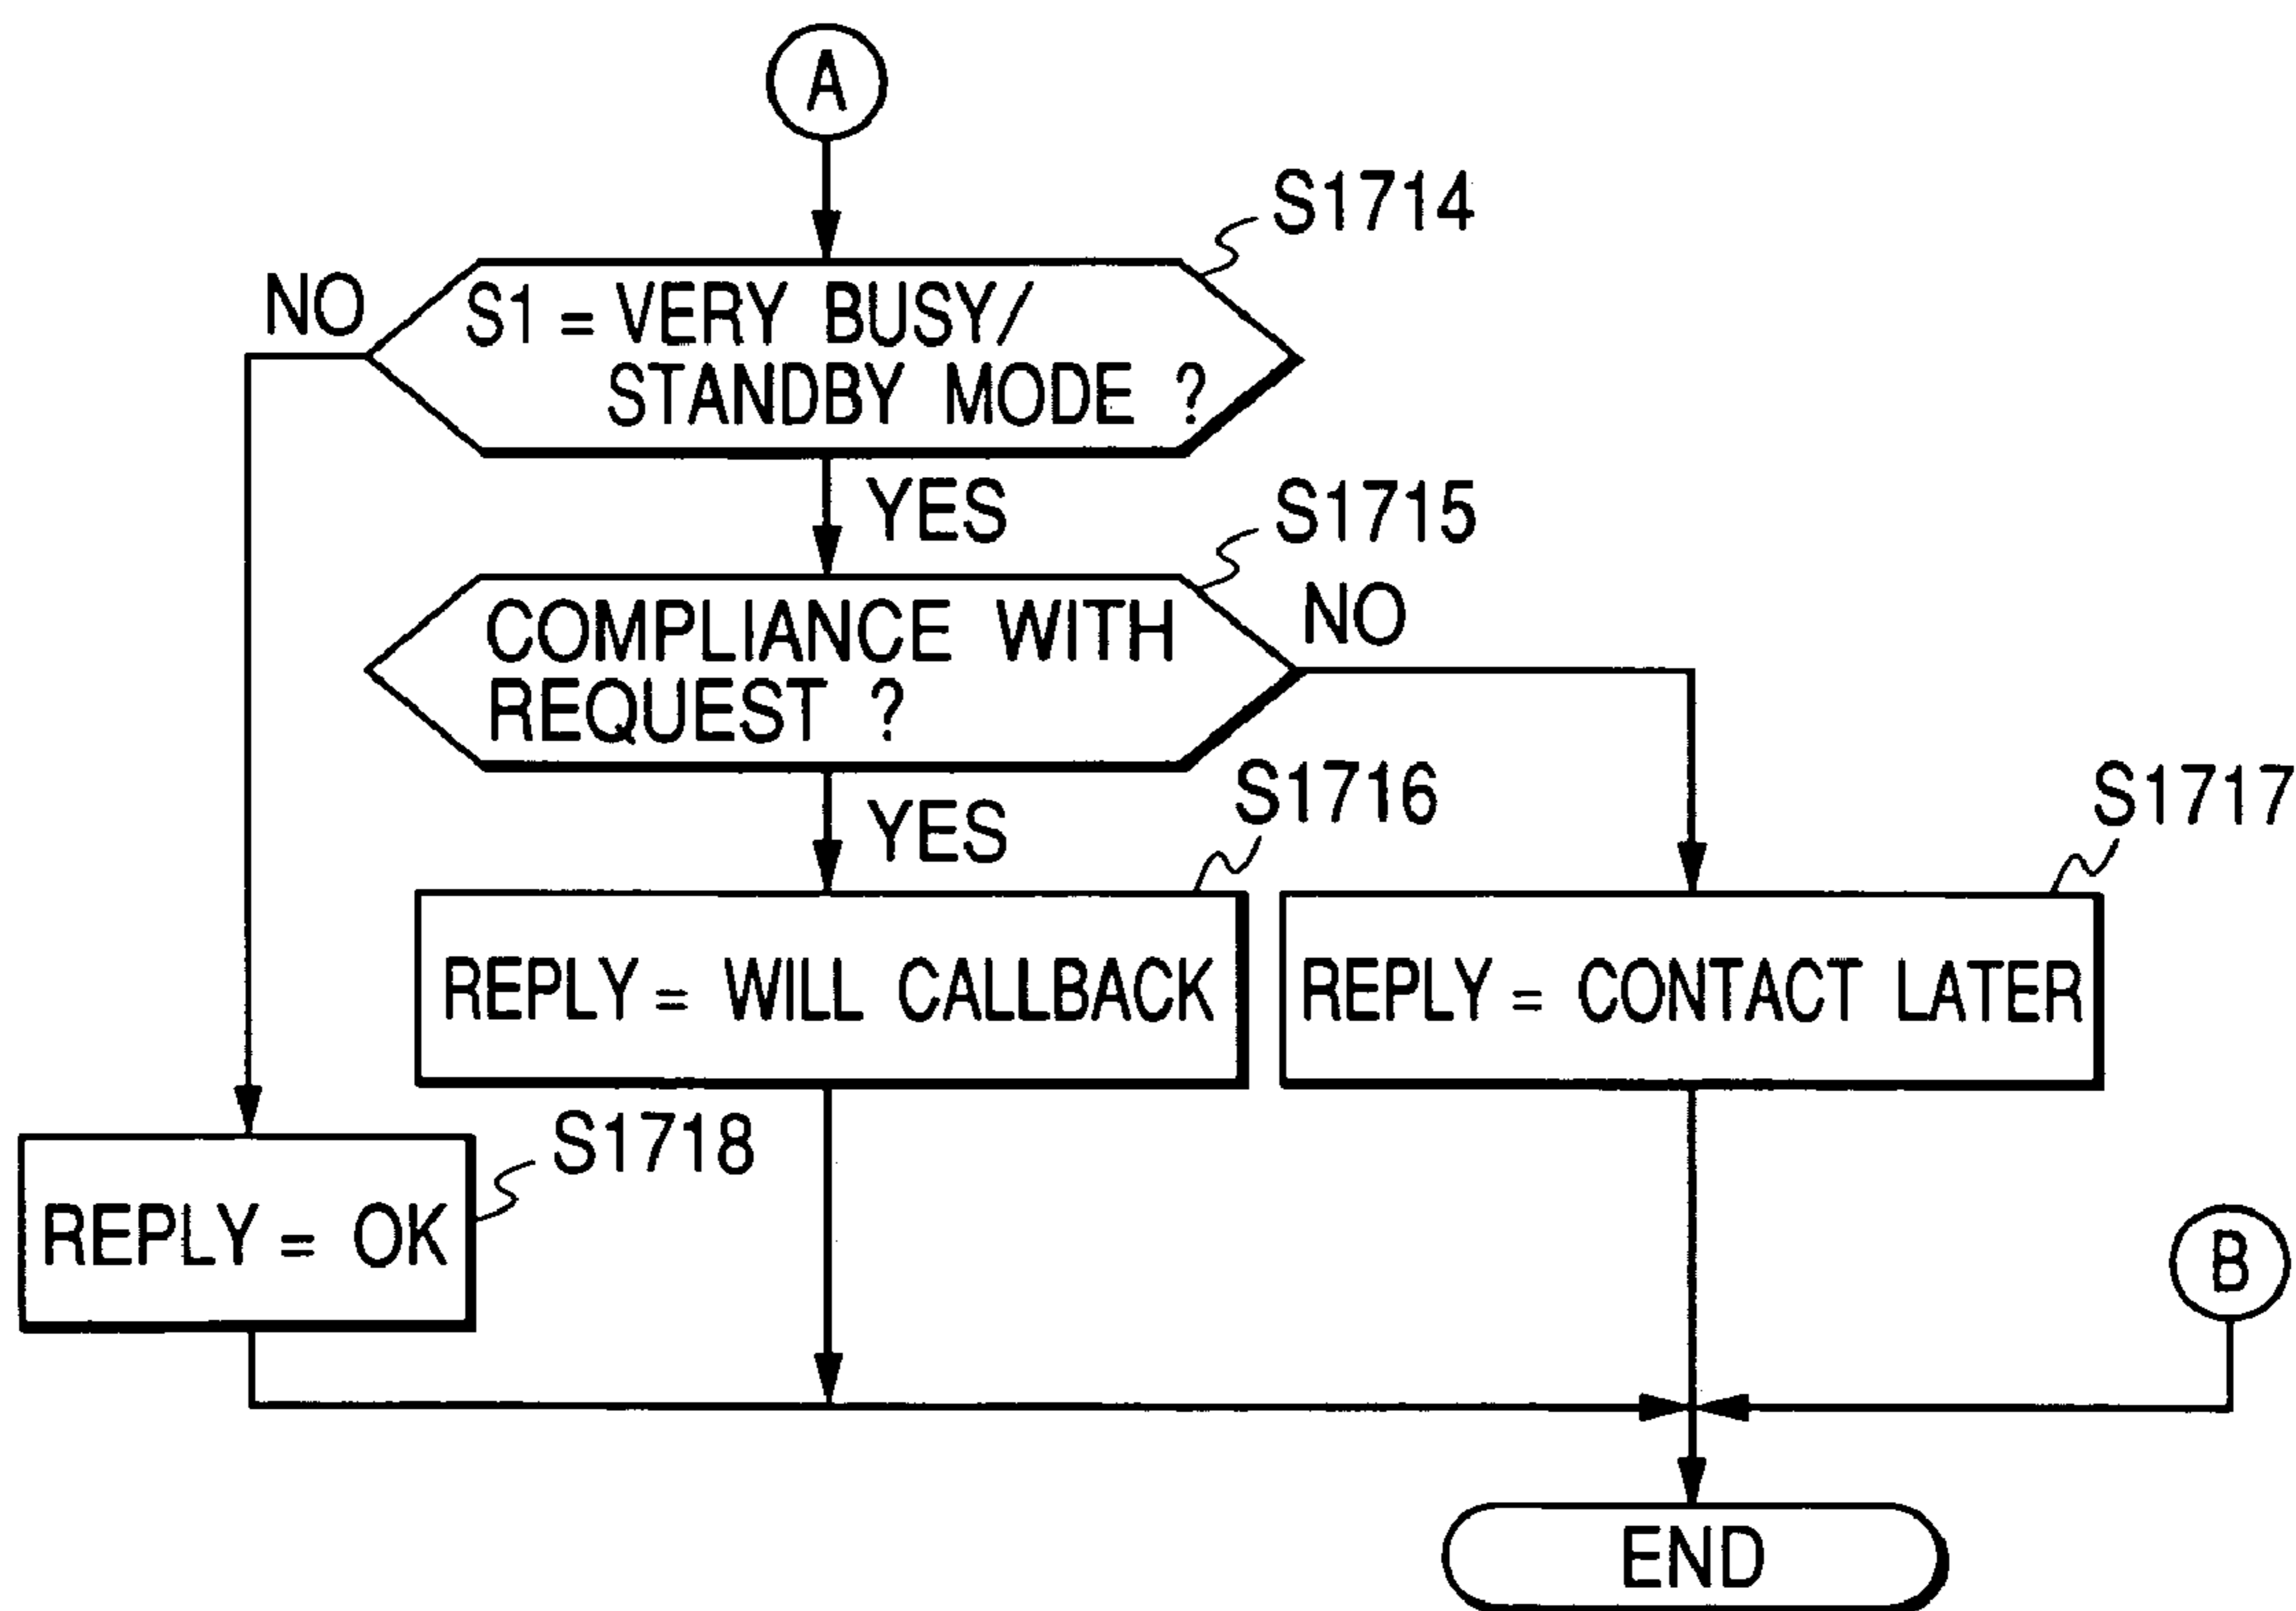 A
S1714
NO
S1 = VERY BUSY/
STANDBY MODE ?
YES
S1715
COMPLIANCE WITH
REQUEST ?
NO
YES
S1716
S1717
REPLY = WILL CALLBACK
REPLY = CONTACT LATER
S1718
REPLY = OK
B
END